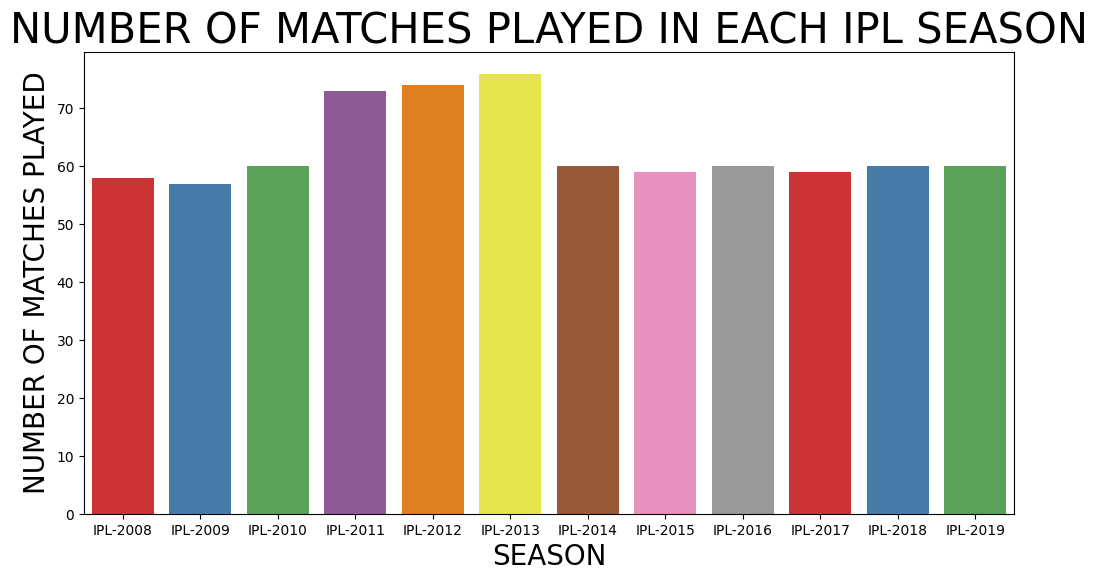 NUMBER OF MATCHES PLAYED IN EACH IPL SEASON
NUMBER OF MATCHES PLAYED
70
60
50
40
30
20
10
0
IPL-2008 IPL-2009 IPL-2010 IPL-2011 IPL-2012 IPL-2013 IPL-2014 IPL-2015 IPL-2016 IPL-2017 IPL-2018 IPL-2019
SEASON